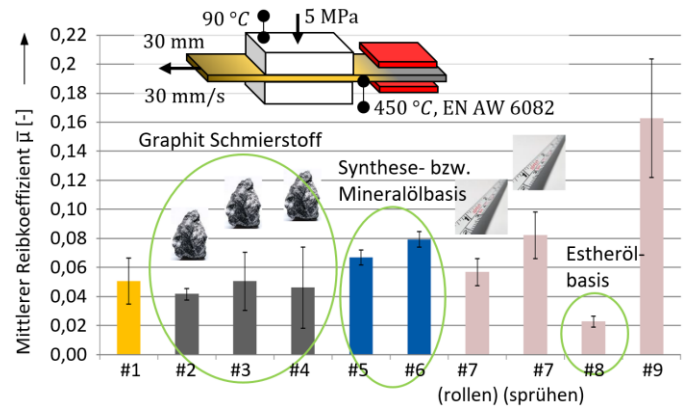 Mittlerer Reibkoeffizient μ̅ [-]
0,22
0,2
0,18
0,16
0,14
0,12
0,10
0,08
0,06
0,04
0,02
0,00
90 °C
5 MPa
30 mm
30 mm/s
450 °C, EN AW 6082
Graphit Schmierstoff
Synthese- bzw.
Mineralölbasis
Estheröl-
basis
#1 #2 #3 #4 #5 #6 #7 #7 #8 #9
(rollen) (sprühen)